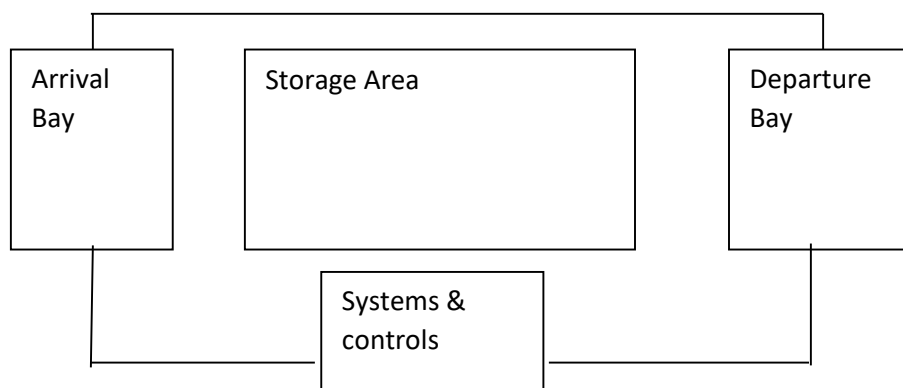 Arrival
Bay
Storage Area
Departure
Bay
Systems &
controls